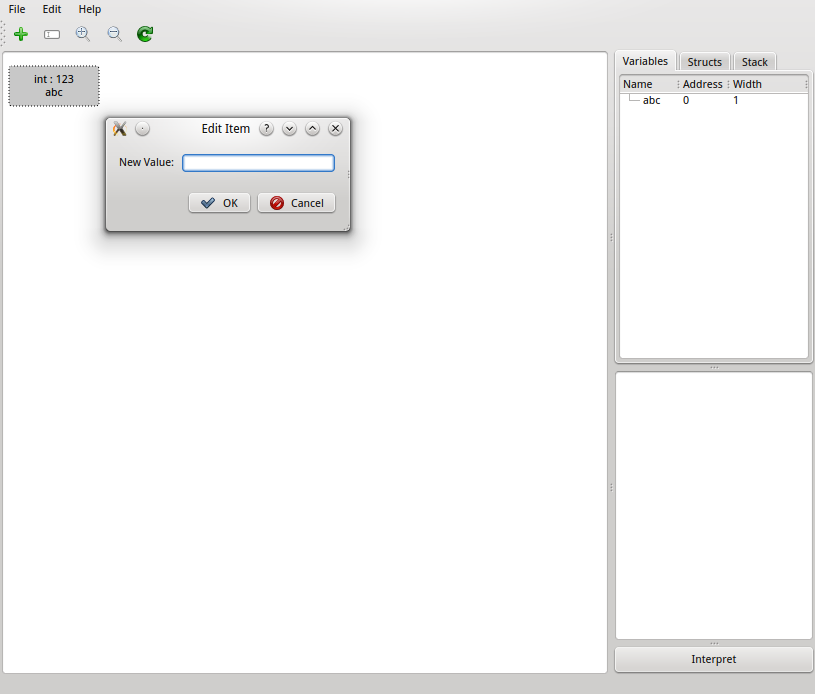 File Edit Help
int : 123
abc
Edit Item
New Value:
OK Cancel
Variables Structs Stack
Name Address Width
abc 0 1
Interpret